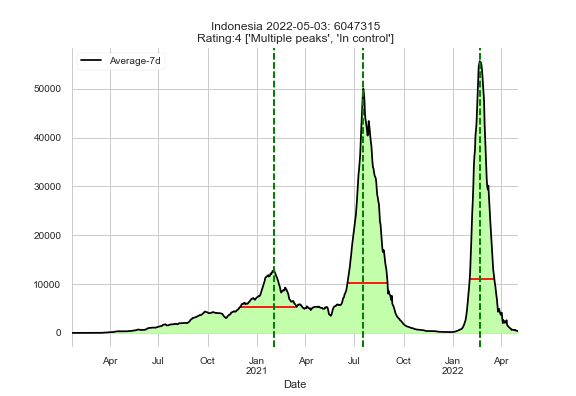 Indonesia 2022-05-03: 6047315
Rating:4 ['Multiple peaks', 'In control']
Average-7d
50000
40000
30000
20000
10000
0
Apr
Jul
Oct
Jan
2021
Apr
Jul
Oct
Jan
2022
Apr
Date